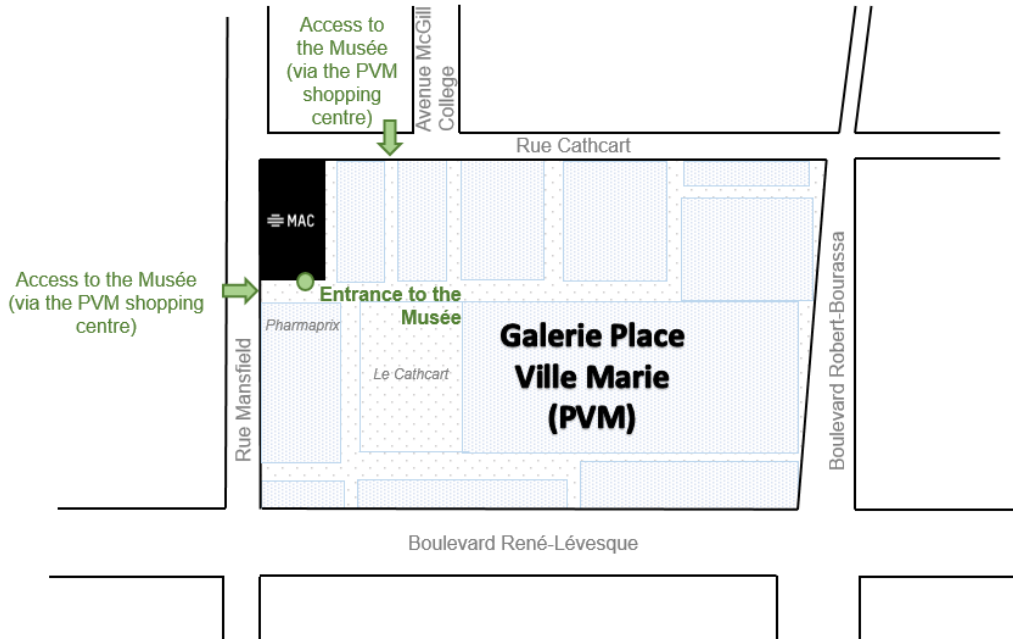 Access to
the Musée
(via the PVM
shopping
centre)
Avenue McGill
College
Rue Cathcart
MAC
Access to the Musée
(via the PVM shopping
centre)
Entrance to the
Musée
Pharmaprix
Le Cathcart
Galerie Place
Ville Marie
(PVM)
Rue Mansfield
Boulevard Robert-Bourassa
Boulevard René-Lévesque